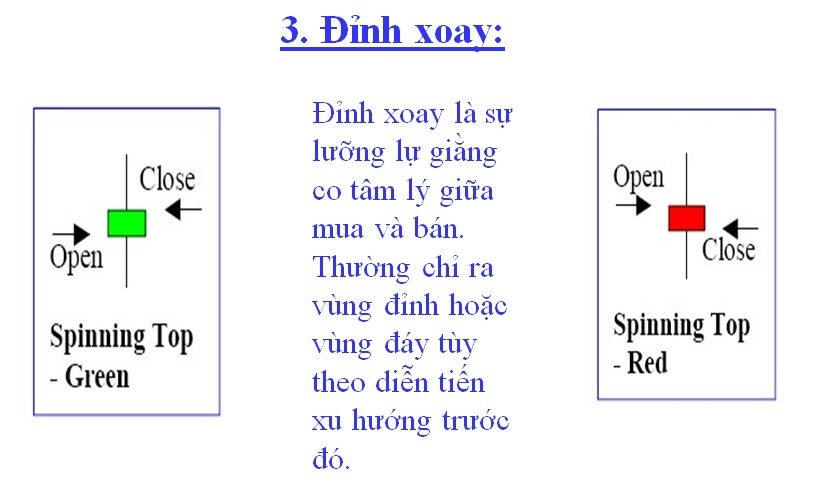 3. Đỉnh xoay:
Close
Open
Spinning Top
- Green
Đỉnh xoay là sự
lưỡng lự giằng
co tâm lý giữa
mua và bán.
Thường chỉ ra
vùng đỉnh hoặc
vùng đáy tùy
theo diễn tiến
xu hướng trước
đó.
Open
Close
Spinning Top
- Red